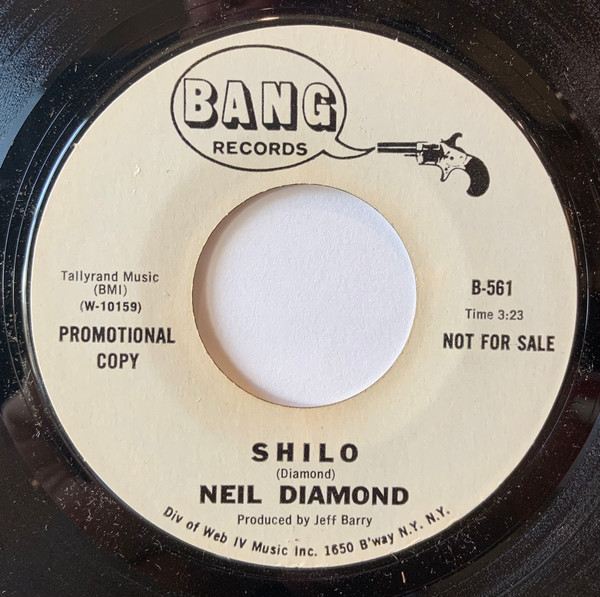 BANG
RECORDS
Tallyrand Music
(BMI)
(W-10159)
PROMOTIONAL
COPY
B-561
Time 3:23
NOT FOR SALE
SHILO
(Diamond)
NEIL DIAMOND
Produced by Jeff Barry
Div of Web IV Music Inc. 1650 B'way N.Y. N.Y.